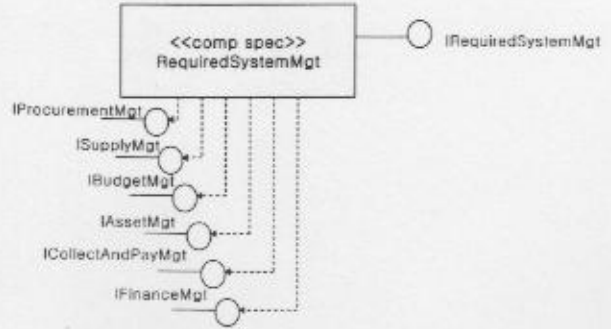 <<comp spec>>
RequiredSystemMgt
IRequiredSystemMgt
IProcurementMgt
ISupplyMgt
IBudgetMgt
IAssetMgt
ICollectAndPayMgt
IFinanceMgt